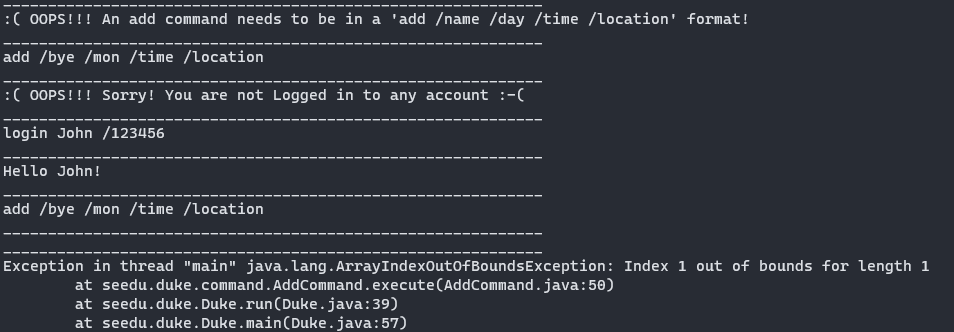 ____________________________________________________________
:( OOPS!!! An add command needs to be in a 'add /name /day /time /location' format!
____________________________________________________________
add /bye /mon /time /location
____________________________________________________________
:( OOPS!!! Sorry! You are not Logged in to any account :-(
____________________________________________________________
login John /123456
____________________________________________________________
Hello John!
____________________________________________________________
add /bye /mon /time /location
____________________________________________________________
____________________________________________________________
Exception in thread "main" java.lang.ArrayIndexOutOfBoundsException: Index 1 out of bounds for length 1
        at seedu.duke.command.AddCommand.execute(AddCommand.java:50)
        at seedu.duke.Duke.run(Duke.java:39)
        at seedu.duke.Duke.main(Duke.java:57)